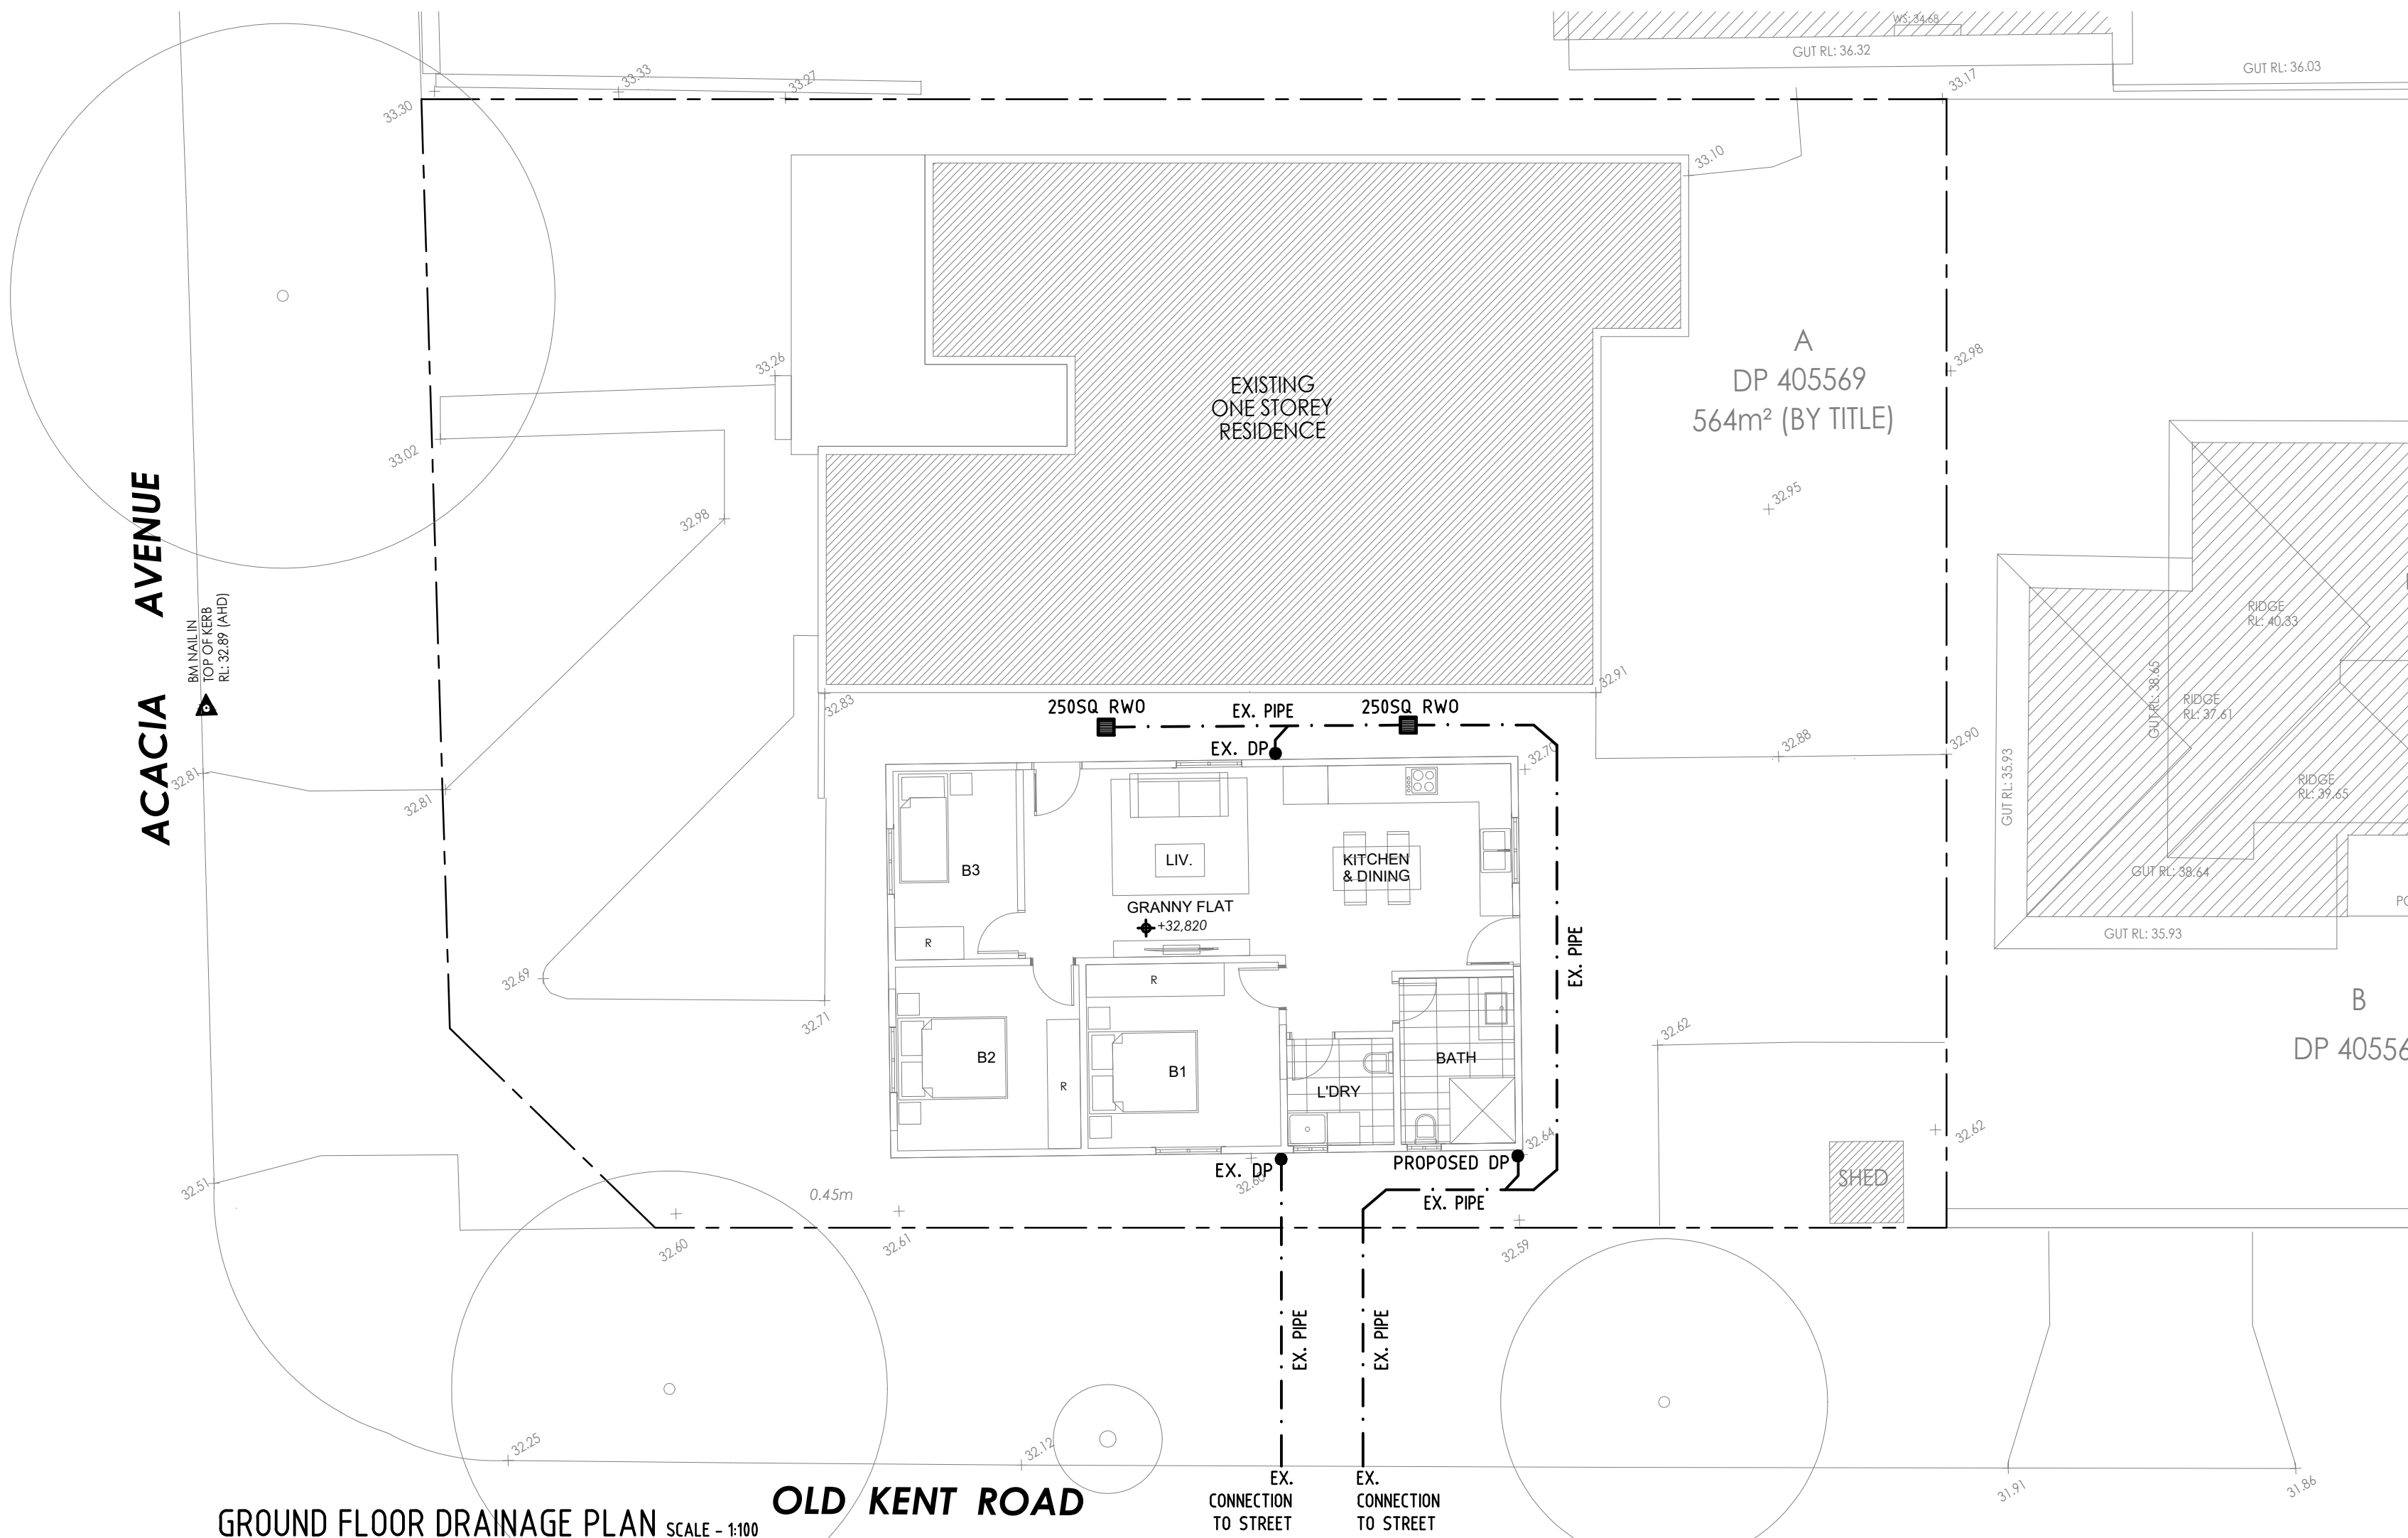 WS: 34.68
GUT RL: 36.32
GUT RL: 36.03
33.33
33.27
33.17
33.30
33.10
A
DP 405569
564m² (BY TITLE)
33.26
32.98
EXISTING
ONE STOREY
RESIDENCE
33.02
32.95
32.98
ACACIA AVENUE
BM NAIL IN
TOP OF KERB
RL: 32.89 (AHD)
RIDGE
RL: 40.33
GUT RL: 38.65
RIDGE
RL: 37.61
RIDGE
RL: 39.65
GUT RL: 35.93
GUT RL: 38.64
GUT RL: 35.93
32.83
32.91
250SQ RWO
EX. PIPE
250SQ RWO
EX. DP
32.70
32.88
32.90
32.81
32.81
B3
LIV.
KITCHEN
& DINING
GRANNY FLAT
+32,820
R
EX. PIPE
32.69
32.71
R
B2
R
B1
L'DRY
BATH
32.62
B
DP 40556
32.64
32.62
SHED
EX. DP
PROPOSED DP
32.51
0.45m
EX. PIPE
32.60
32.61
32.59
EX. PIPE
EX. PIPE
32.25
32.12
31.91
31.86
EX.
CONNECTION
TO STREET
EX.
CONNECTION
TO STREET
OLD KENT ROAD
GROUND FLOOR DRAINAGE PLAN SCALE - 1:100